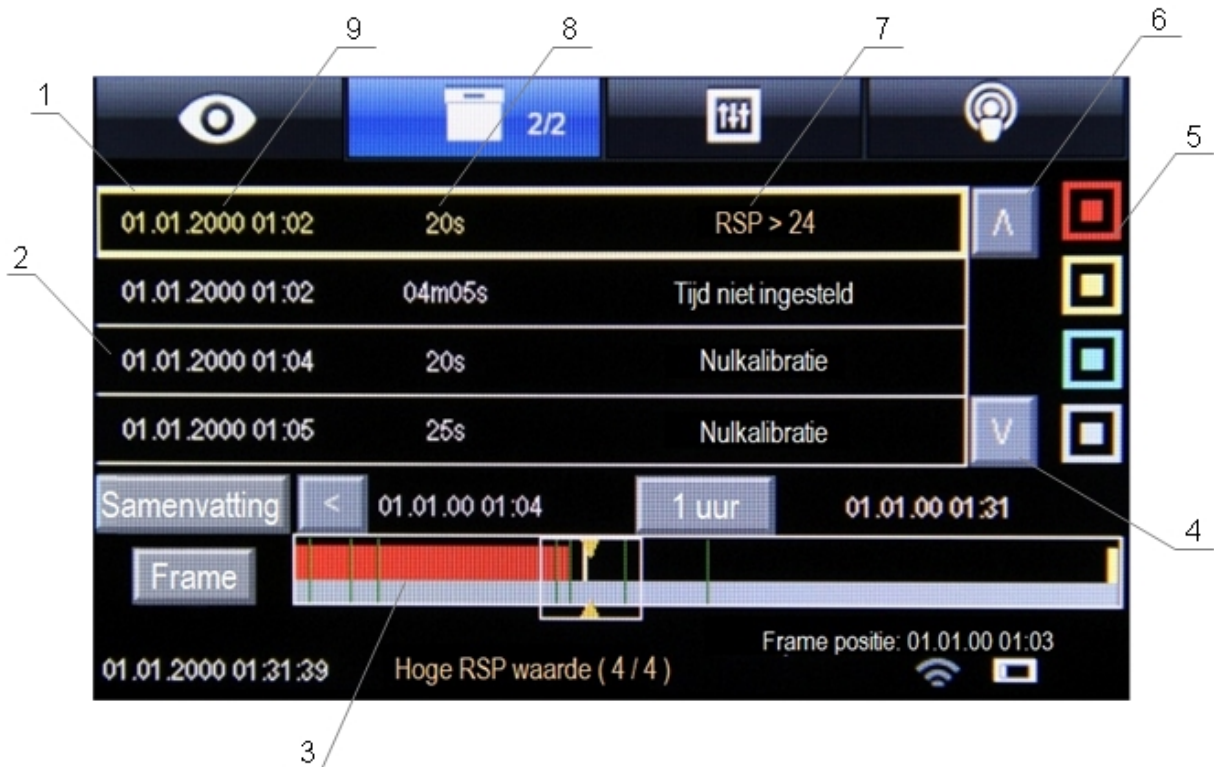 9 8 7 6
1
2/2
5
01.01.2000 01:02 20s RSP > 24 Λ
2
01.01.2000 01:02 04m05s Tijd niet ingesteld
01.01.2000 01:04 20s Nulkalibratie
01.01.2000 01:05 25s Nulkalibratie V
Samenvatting < 01.01.00 01:04 1 uur 01.01.00 01:31
4
Frame
Frame positie: 01.01.00 01:03
01.01.2000 01:31:39 Hoge RSP waarde ( 4 / 4 )
3